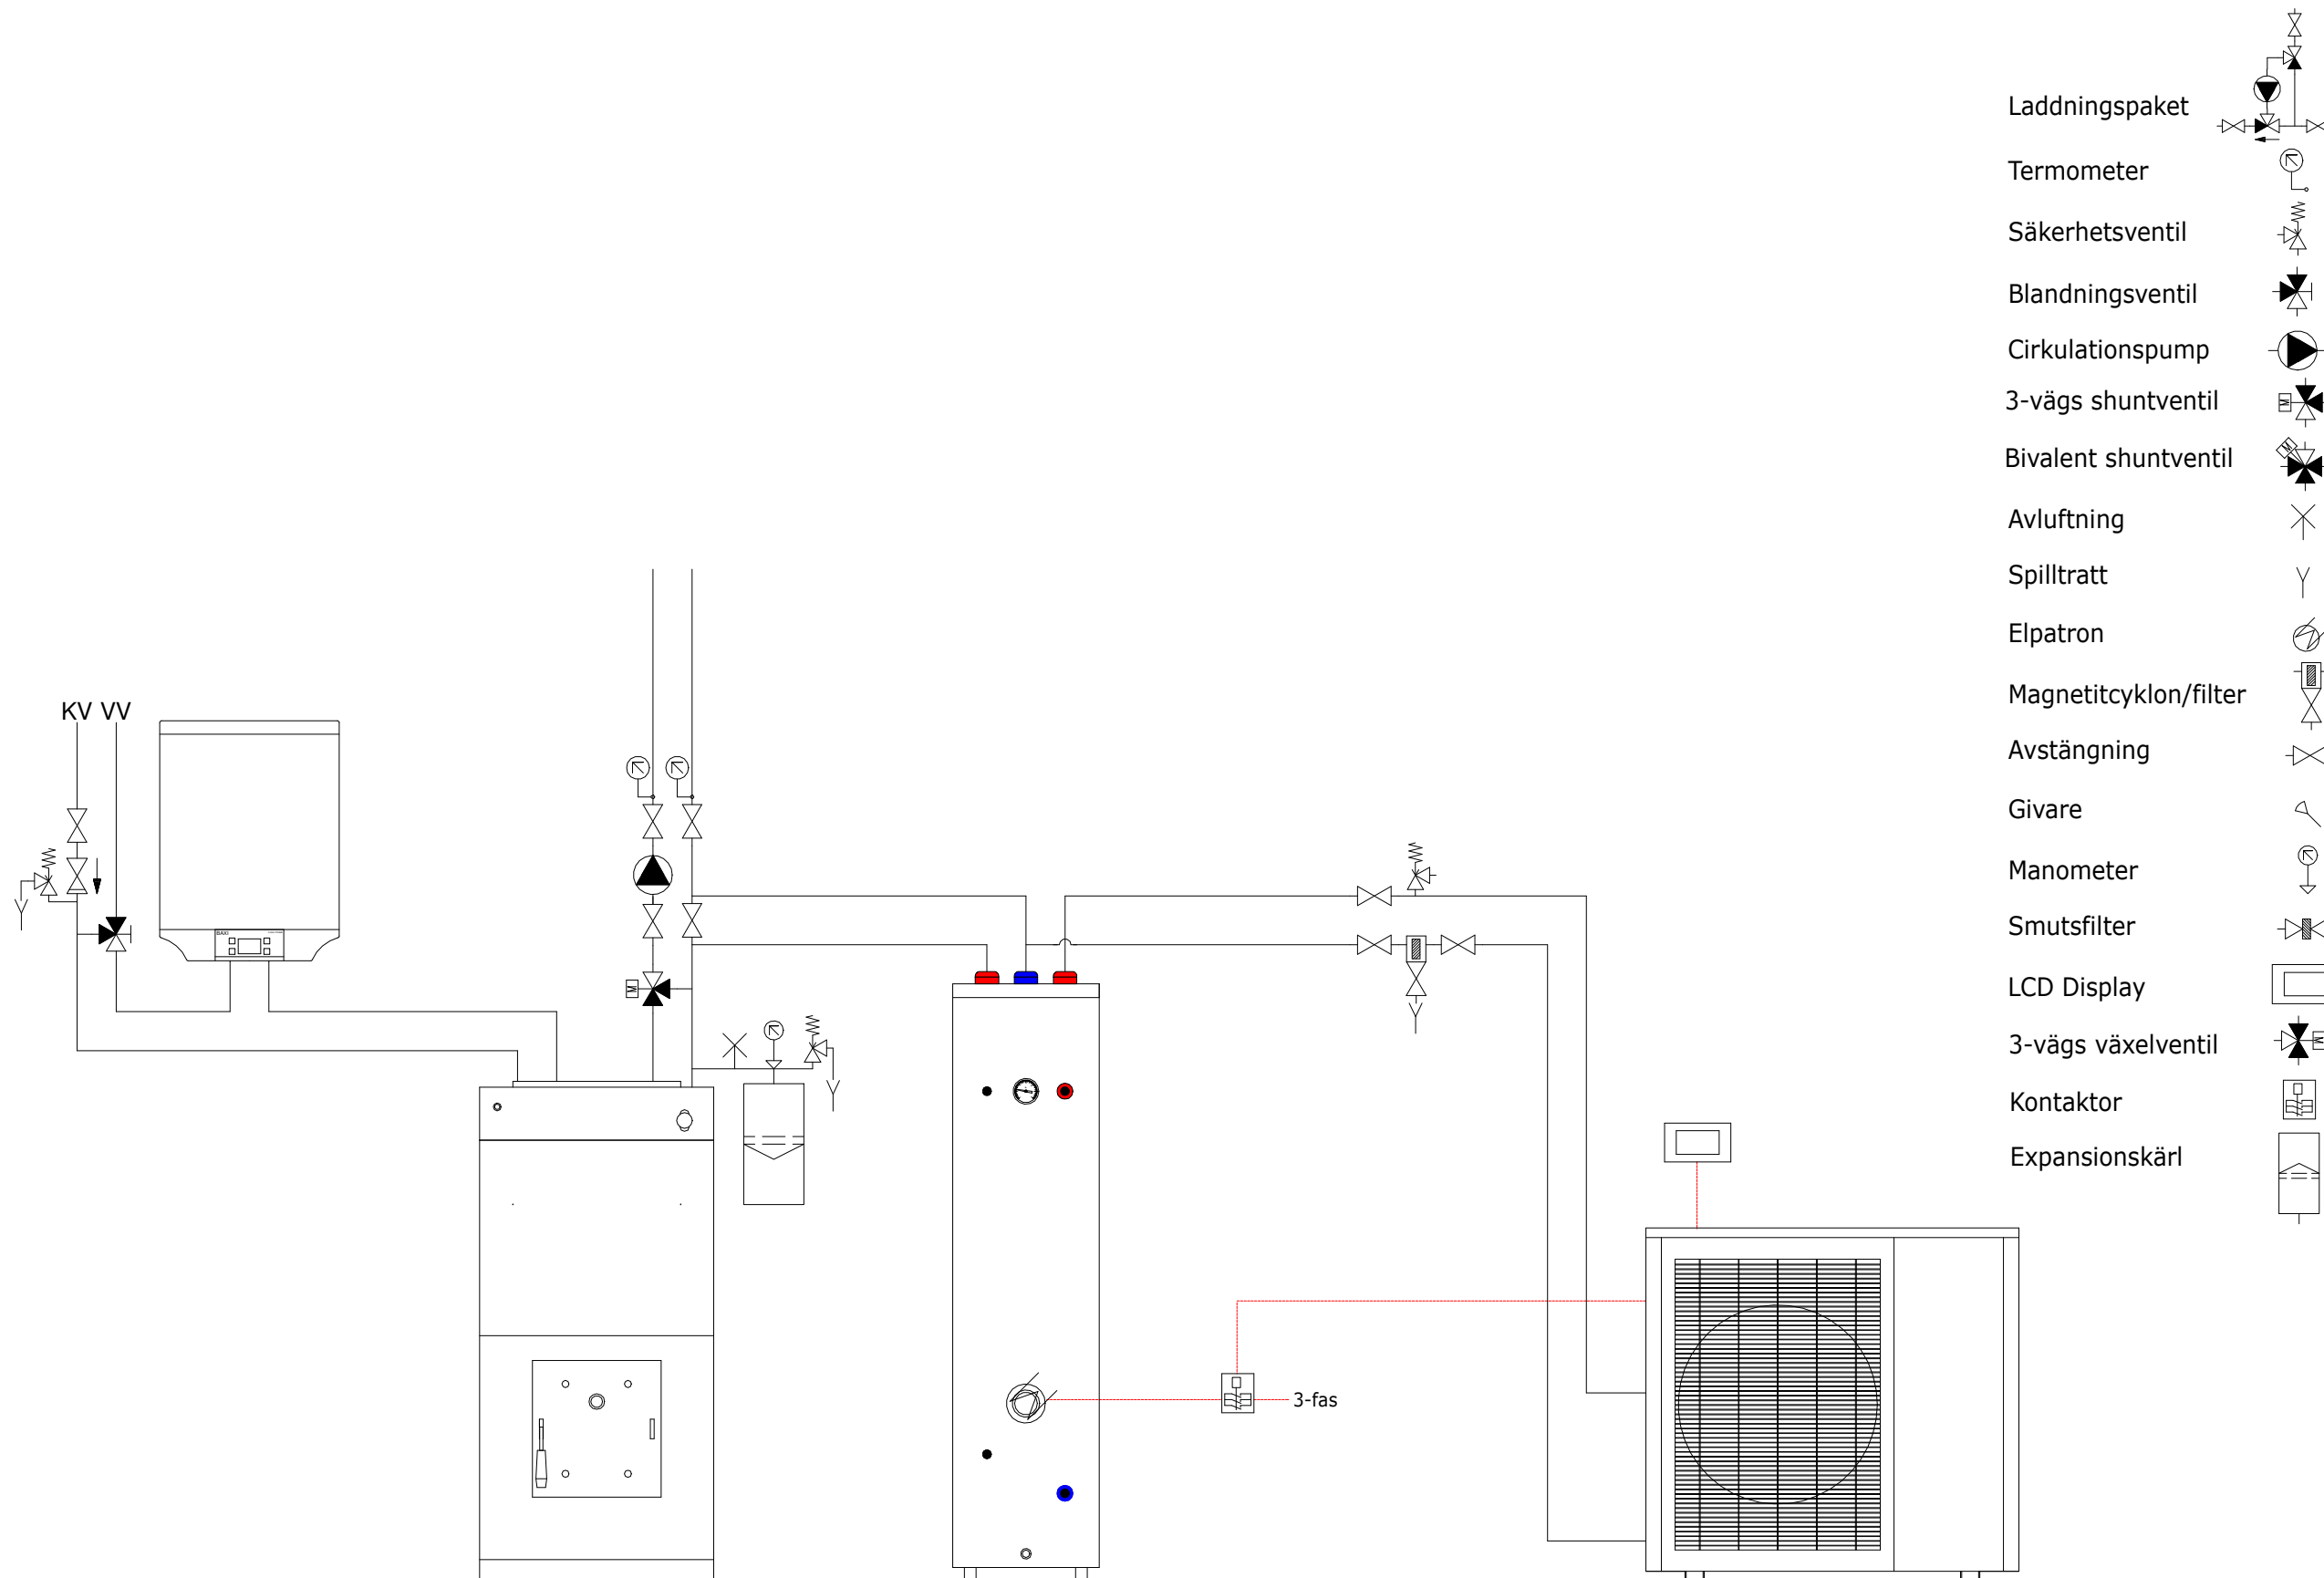 Laddningspaket
Termometer
Säkerhetsventil
Blandningsventil
Cirkulationspump
3-vägs shuntventil
M
Bivalent shuntventil
M
Avluftning
Spilltratt
Elpatron
Magnetitcyklon/filter
Avstängning
Givare
Manometer
Smutsfilter
LCD Display
3-vägs växelventil
M
Kontaktor
Expansionskärl
KV VV
BAXI
M
3-fas